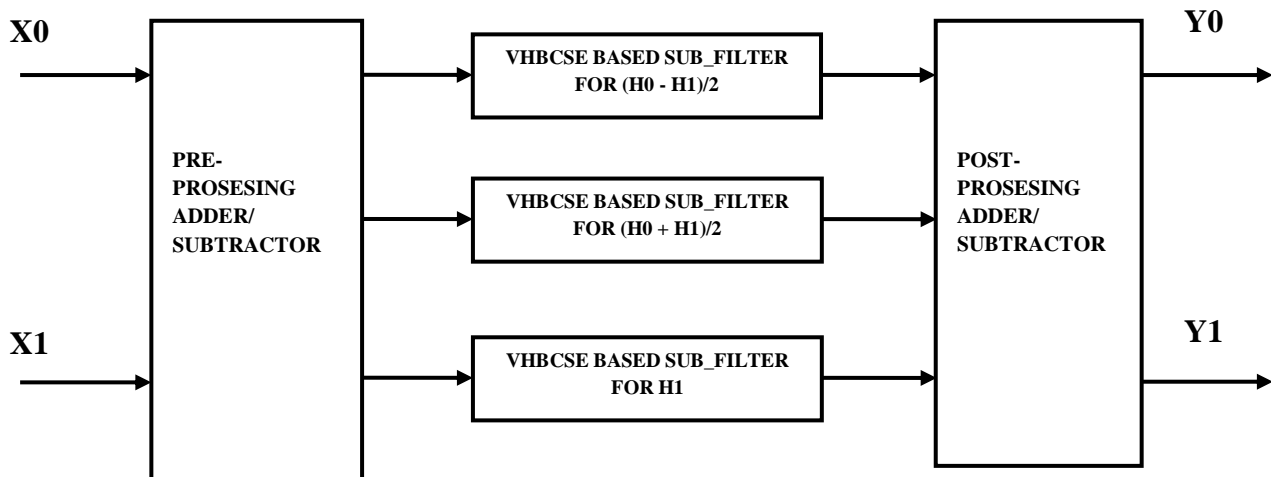 X0
X1
PRE-
PROSESING
ADDER/
SUBTRACTOR
VHBCSE BASED SUB_FILTER
FOR (H0 - H1)/2
VHBCSE BASED SUB_FILTER
FOR (H0 + H1)/2
VHBCSE BASED SUB_FILTER
FOR H1
POST-
PROSESING
ADDER/
SUBTRACTOR
Y0
Y1